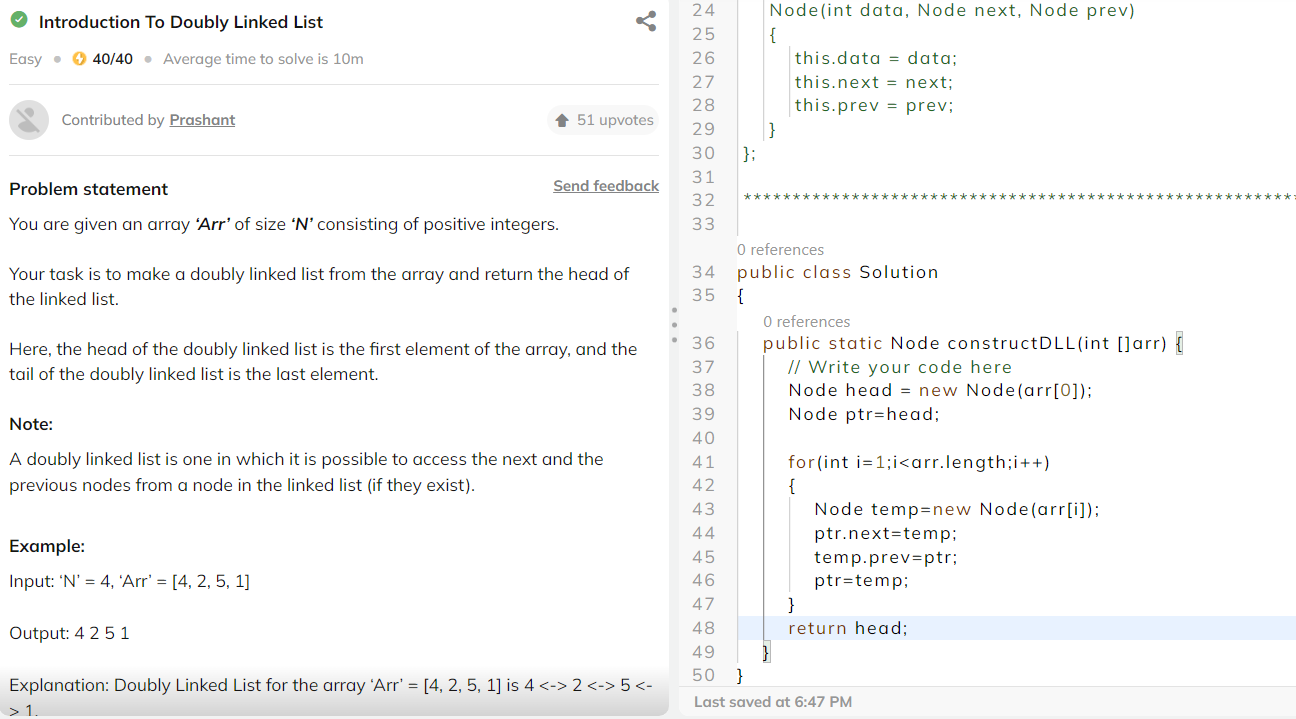 Introduction To Doubly Linked List
Easy • 40/40 • Average time to solve is 10m
Contributed by Prashant
51 upvotes
Problem statement
Send feedback
You are given an array ‘Arr’ of size ‘N’ consisting of positive integers.
Your task is to make a doubly linked list from the array and return the head of
the linked list.
Here, the head of the doubly linked list is the first element of the array, and the
tail of the doubly linked list is the last element.
Note:
A doubly linked list is one in which it is possible to access the next and the
previous nodes from a node in the linked list (if they exist).
Example:
Input: ‘N’ = 4, ‘Arr’ = [4, 2, 5, 1]
Output: 4 2 5 1
Explanation: Doubly Linked List for the array ‘Arr’ = [4, 2, 5, 1] is 4 <-> 2 <-> 5 <-
> 1.
24 Node(int data, Node next, Node prev)
25 {
26 this.data = data;
27 this.next = next;
28 this.prev = prev;
29 }
30 };
31
32 *********************************************************
33
0 references
34 public class Solution
35 {
0 references
36 public static Node constructDLL(int []arr) {
37 // Write your code here
38 Node head = new Node(arr[0]);
39 Node ptr=head;
40
41 for(int i=1;i<arr.length;i++)
42 {
43 Node temp=new Node(arr[i]);
44 ptr.next=temp;
45 temp.prev=ptr;
46 ptr=temp;
47 }
48 return head;
49 }
50 }
Last saved at 6:47 PM